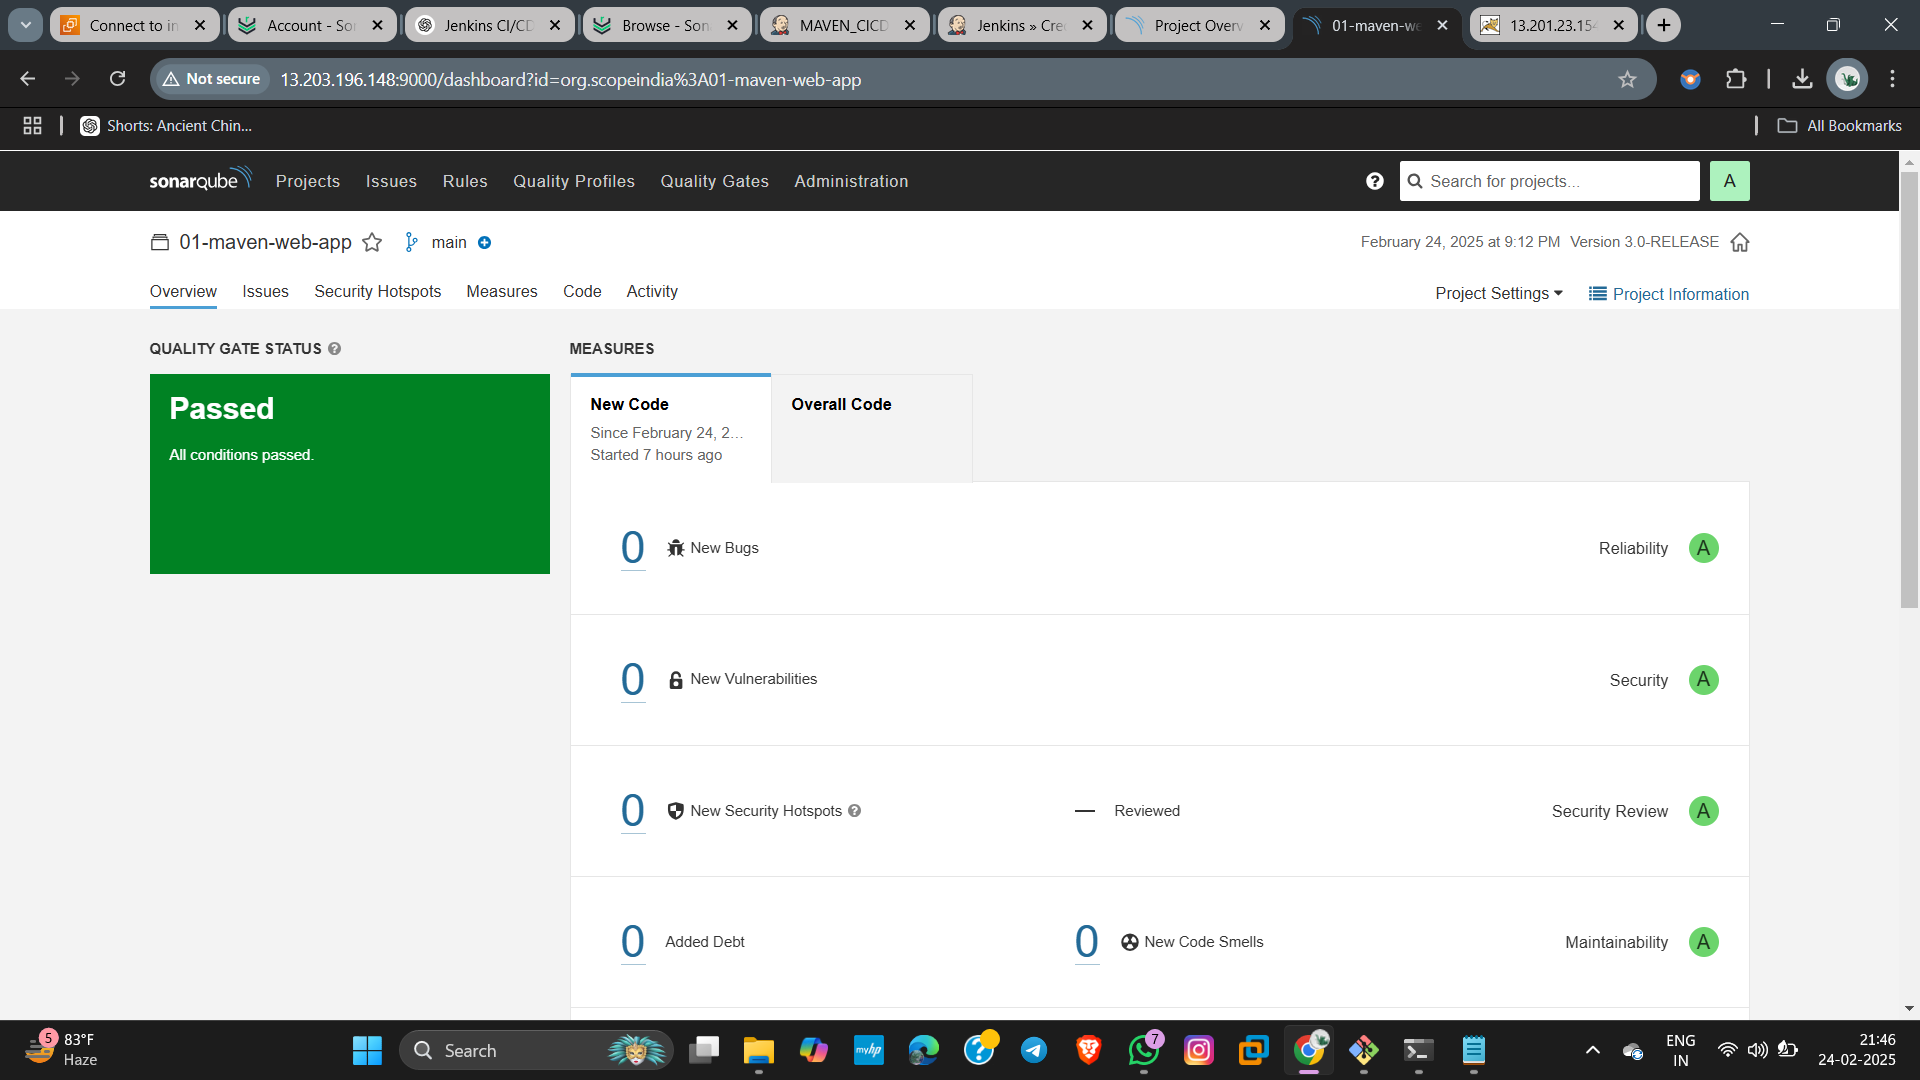 Connect to in
Account - Son
Jenkins CI/CD
Browse - Son
MAVEN_CICD
Jenkins » Cre
Project Overv
01-maven-we
13.201.23.154
Not secure
13.203.196.148:9000/dashboard?id=org.scopeindia%3A01-maven-web-app
Shorts: Ancient Chin...
All Bookmarks
sonarqube
Projects
Issues
Rules
Quality Profiles
Quality Gates
Administration
Search for projects...
A
01-maven-web-app
main
February 24, 2025 at 9:12 PM
Version 3.0-RELEASE
Overview
Issues
Security Hotspots
Measures
Code
Activity
Project Settings
Project Information
QUALITY GATE STATUS
MEASURES
Passed
All conditions passed.
New Code
Since February 24, 2...
Started 7 hours ago
Overall Code
0 New Bugs
Reliability A
0 New Vulnerabilities
Security A
0 New Security Hotspots
— Reviewed
Security Review A
0 Added Debt
0 New Code Smells
Maintainability A
5
83°F
Haze
Search
myhp
7
ENG
IN
21:46
24-02-2025